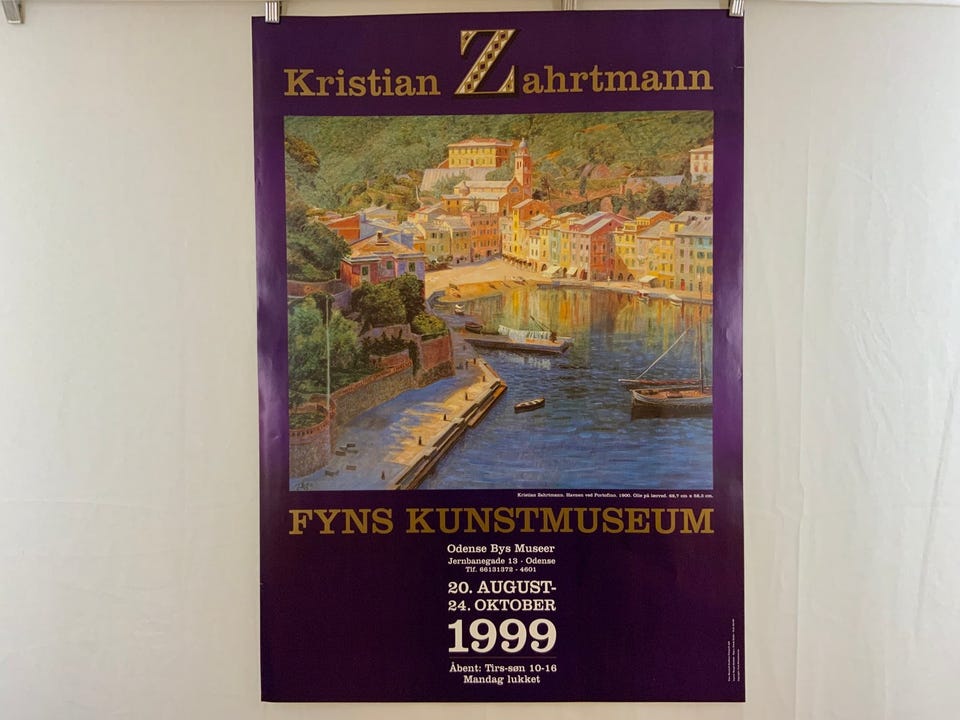 Kristian Zahrtmann
Kristian Zahrtmann. Havnen ved Portofino. 1900. Olie på lærred. 69,7 cm x 58,3 cm.
FYNS KUNSTMUSEUM
Odense Bys Museer
Jernbanegade 13 · Odense
Tlf. 66131372 - 4601
20. AUGUST-
24. OKTOBER
1999
Åbent: Tirs-søn 10-16
Mandag lukket